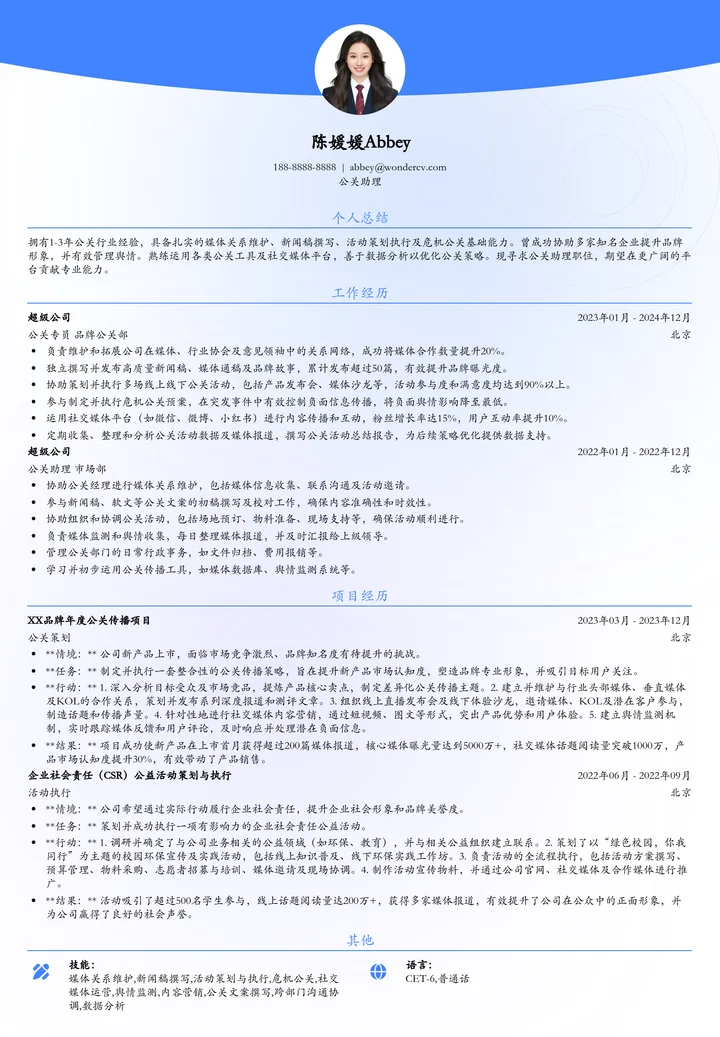 陈媛媛Abbey
188-8888-8888 | abbey@wondercv.com
公关助理
个人总结
拥有1-3年公关行业经验，具备扎实的媒体关系维护、新闻稿撰写、活动策划执行及危机公关基础能力。曾成功协助多家知名企业提升品牌
形象，并有效管理舆情。熟练运用各类公关工具及社交媒体平台，善于数据分析以优化公关策略。现寻求公关助理职位，期望在更广阔的平
台贡献专业能力。
工作经历
超级公司 2023年01月 - 2024年12月
公关专员 品牌公关部 北京
• 负责维护和拓展公司在媒体、行业协会及意见领袖中的关系网络，成功将媒体合作数量提升20%。
• 独立撰写并发布高质量新闻稿、媒体通稿及品牌故事，累计发布超过50篇，有效提升品牌曝光度。
• 协助策划并执行多场线上线下公关活动，包括产品发布会、媒体沙龙等，活动参与度和满意度均达到90%以上。
• 参与制定并执行危机公关预案，在突发事件中有效控制负面信息传播，将负面舆情影响降至最低。
• 运用社交媒体平台（如微信、微博、小红书）进行内容传播和互动，粉丝增长率达15%，用户互动率提升10%。
• 定期收集、整理和分析公关活动数据及媒体报道，撰写公关活动总结报告，为后续策略优化提供数据支持。
超级公司 2022年01月 - 2022年12月
公关助理 市场部 北京
• 协助公关经理进行媒体关系维护，包括媒体信息收集、联系沟通及活动邀请。
• 参与新闻稿、软文等公关文案的初稿撰写及校对工作，确保内容准确性和时效性。
• 协助组织和协调公关活动，包括场地预订、物料准备、现场支持等，确保活动顺利进行。
• 负责媒体监测和舆情收集，每日整理媒体报道，并及时汇报给上级领导。
• 管理公关部门的日常行政事务，如文件归档、费用报销等。
• 学习并初步运用公关传播工具，如媒体数据库、舆情监测系统等。
项目经历
XX品牌年度公关传播项目 2023年03月 - 2023年12月
公关策划 北京
• **情境：** 公司新产品上市，面临市场竞争激烈、品牌知名度有待提升的挑战。
• **任务：** 制定并执行一套整合性的公关传播策略，旨在提升新产品市场认知度，塑造品牌专业形象，并吸引目标用户关注。
• **行动：** 1. 深入分析目标受众及市场竞品，提炼产品核心卖点，制定差异化公关传播主题。2. 建立并维护与行业头部媒体、垂直媒体
及KOL的合作关系，策划并发布系列深度报道和测评文章。3. 组织线上直播发布会及线下体验沙龙，邀请媒体、KOL及潜在客户参与，
制造话题和传播声量。4. 针对性地进行社交媒体内容营销，通过短视频、图文等形式，突出产品优势和用户体验。5. 建立舆情监测机
制，实时跟踪媒体反馈和用户评论，及时响应并处理潜在负面信息。
• **结果：** 项目成功使新产品在上市首月获得超过200篇媒体报道，核心媒体曝光量达到5000万+，社交媒体话题阅读量突破1000万，产
品市场认知度提升30%，有效带动了产品销售。
企业社会责任（CSR）公益活动策划与执行 2022年06月 - 2022年09月
活动执行 北京
• **情境：** 公司希望通过实际行动履行企业社会责任，提升企业社会形象和品牌美誉度。
• **任务：** 策划并成功执行一项有影响力的企业社会责任公益活动。
• **行动：** 1. 调研并确定了与公司业务相关的公益领域（如环保、教育），并与相关公益组织建立联系。2. 策划了以“绿色校园，你我
同行”为主题的校园环保宣传及实践活动，包括线上知识普及、线下环保实践工作坊。3. 负责活动的全流程执行，包括活动方案撰写、
预算管理、物料采购、志愿者招募与培训、媒体邀请及现场协调。4. 制作活动宣传物料，并通过公司官网、社交媒体及合作媒体进行推
广。
• **结果：** 活动吸引了超过500名学生参与，线上话题阅读量达200万+，获得多家媒体报道，有效提升了公司在公众中的正面形象，并
为公司赢得了良好的社会声誉。
其他
技能：
媒体关系维护,新闻稿撰写,活动策划与执行,危机公关,社交
媒体运营,舆情监测,内容营销,公关文案撰写,跨部门沟通协
调,数据分析
语言：
CET-6,普通话